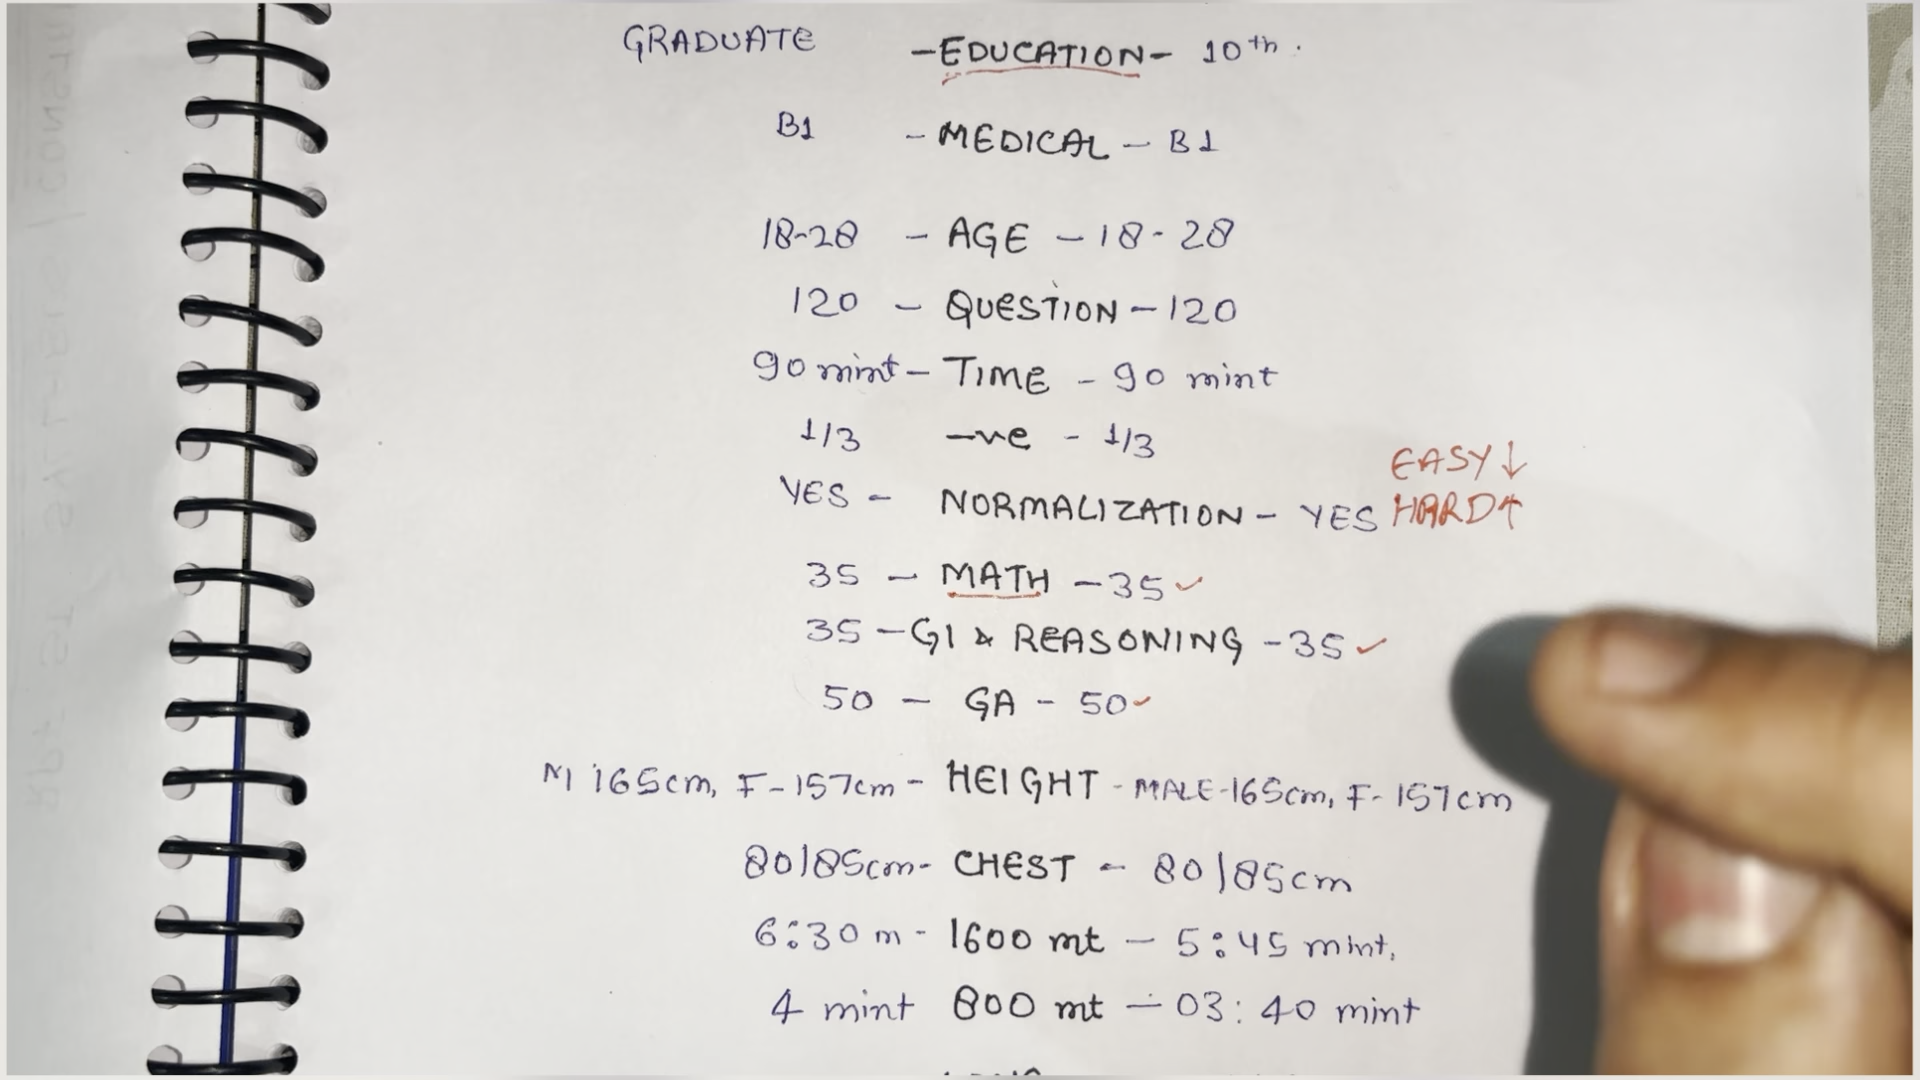 GRADUATE -EDUCATION- 10th.
B1 - MEDICAL - B1
18-28 - AGE - 18-28
120 - QUESTION - 120
90 mint - TIME - 90 mint
1/3 -ve - 1/3
EASY↓
YES - NORMALIZATION - YES HARD↑
35 - MATH - 35 ✓
35 - GI & REASONING - 35 ✓
50 - GA - 50 ✓
M 165cm, F-157cm - HEIGHT - MALE-165cm, F-157cm
80/85cm - CHEST - 80/85cm
6:30 m - 1600 mt - 5:45 mint,
4 mint 800 mt - 03:40 mint